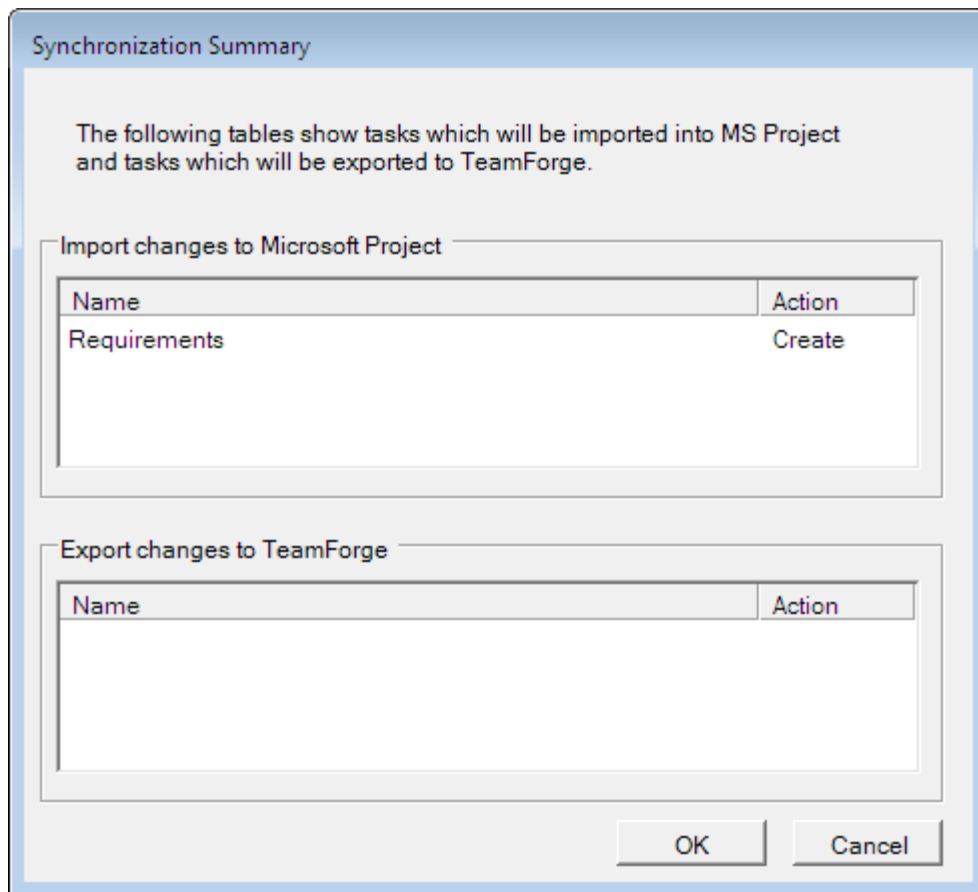 Synchronization Summary
The following tables show tasks which will be imported into MS Project
and tasks which will be exported to TeamForge.
Import changes to Microsoft Project
Name Action
Requirements Create
Export changes to TeamForge
Name Action
OK Cancel